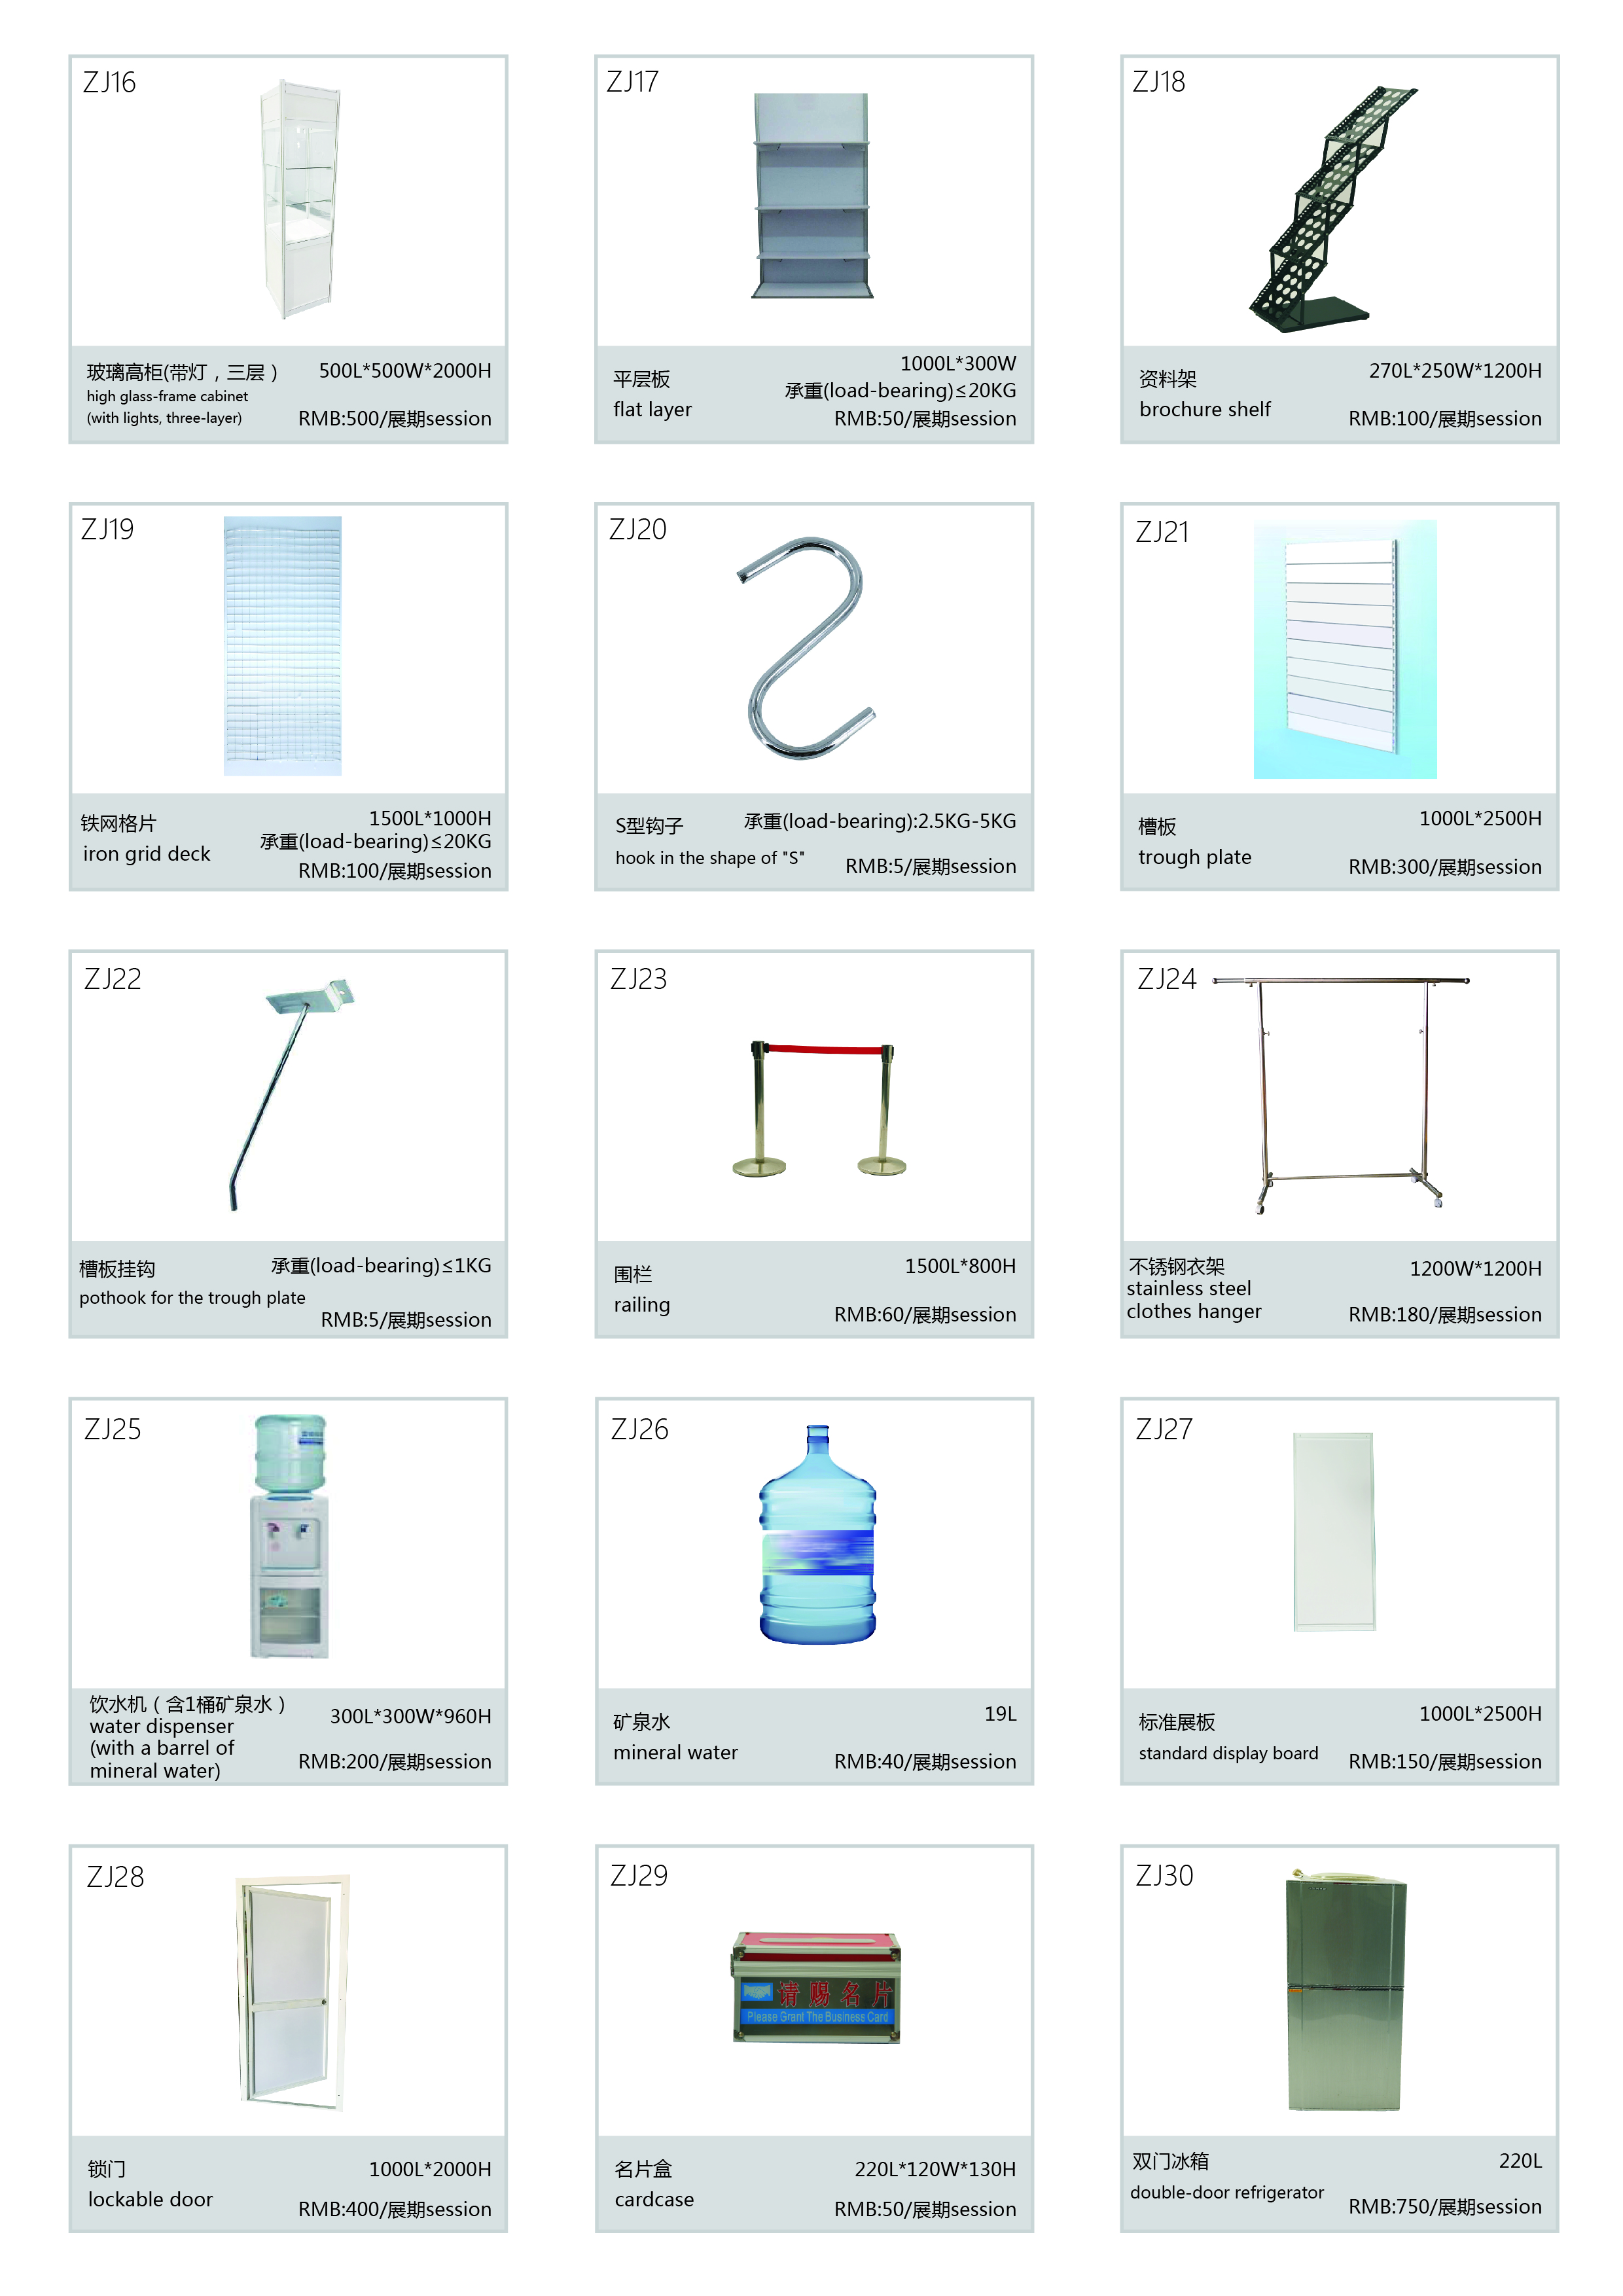 ZJ16
玻璃高柜(带灯，三层）
high glass-frame cabinet
(with lights, three-layer)
500L*500W*2000H
RMB:500/展期session
ZJ17
平层板
flat layer
1000L*300W
承重(load-bearing)≤20KG
RMB:50/展期session
ZJ18
资料架
brochure shelf
270L*250W*1200H
RMB:100/展期session
ZJ19
铁网格片
iron grid deck
1500L*1000H
承重(load-bearing)≤20KG
RMB:100/展期session
ZJ20
S型钩子
hook in the shape of "S"
承重(load-bearing):2.5KG-5KG
RMB:5/展期session
ZJ21
槽板
trough plate
1000L*2500H
RMB:300/展期session
ZJ22
槽板挂钩
pothook for the trough plate
承重(load-bearing)≤1KG
RMB:5/展期session
ZJ23
围栏
railing
1500L*800H
RMB:60/展期session
ZJ24
不锈钢衣架
stainless steel
clothes hanger
1200W*1200H
RMB:180/展期session
ZJ25
饮水机（含1桶矿泉水）
water dispenser
(with a barrel of
mineral water)
300L*300W*960H
RMB:200/展期session
ZJ26
矿泉水
mineral water
19L
RMB:40/展期session
ZJ27
标准展板
standard display board
1000L*2500H
RMB:150/展期session
ZJ28
锁门
lockable door
1000L*2000H
RMB:400/展期session
ZJ29
请赐名片
Please Grant The Business Card
名片盒
cardcase
220L*120W*130H
RMB:50/展期session
ZJ30
双门冰箱
double-door refrigerator
220L
RMB:750/展期session